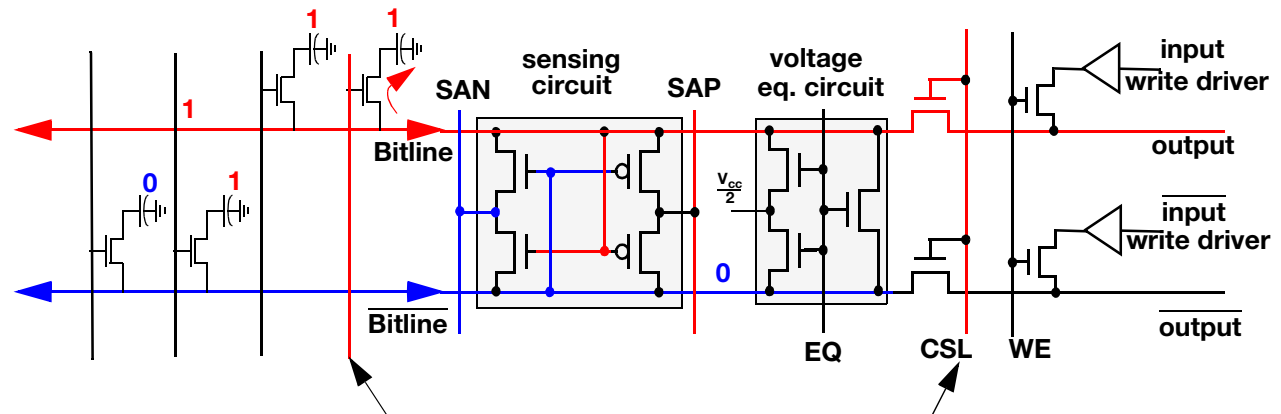 1
1
sensing
circuit
voltage
eq. circuit
input
write driver
SAN
SAP
1
Bitline
output
0
1
V_cc/2
input
write driver
0
Bitline
output
EQ
CSL
WE